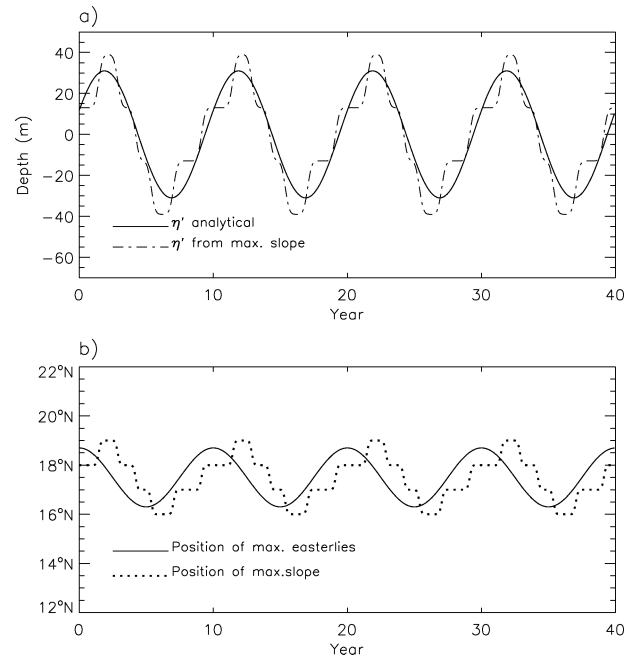 a)
40
20
0
−20
−40
−60
Depth (m)
η' analytical
η' from max. slope
0 10 20 30 40
Year
b)
22°N
20°N
18°N
16°N
14°N
12°N
Position of max. easterlies
Position of max.slope
0 10 20 30 40
Year